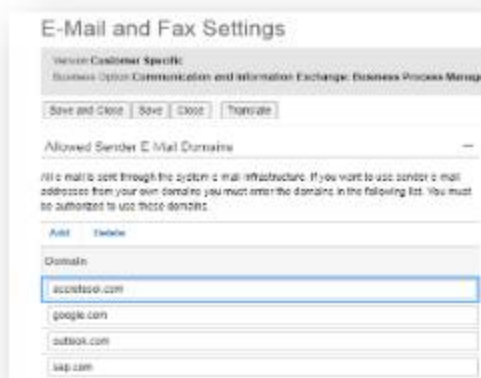 E-Mail and Fax Settings
Version: Customer Specific
Business Option: Communication and Information Exchange: Business Process Manage
Save and Close Save Close Translate
Allowed Sender E-Mail Domains
All e-mail is sent through the system e-mail infrastructure. If you want to use sender e-mail
addresses from your own domains you must enter the domains in the following list. You must
be authorized to use these domains.
Add Delete
Domain
google.com
outlook.com
sap.com